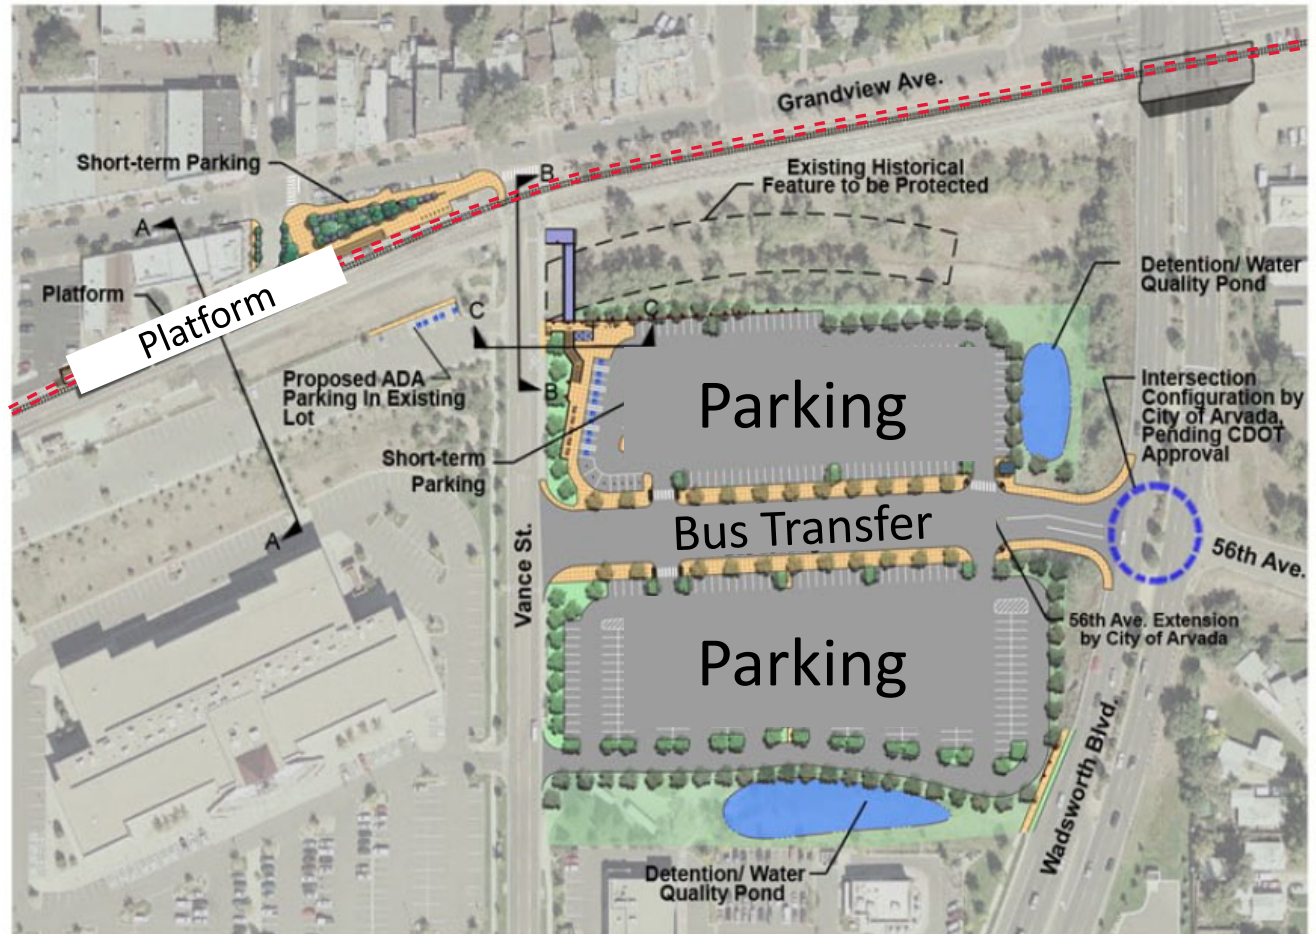 Grandview Ave.
Short-term Parking
B
Existing Historical
Feature to be Protected
A
Detention/ Water
Quality Pond
Platform
Platform
C
C
Proposed ADA
Parking In Existing
Lot
B
Parking
Intersection
Configuration by
City of Arvada,
Pending CDOT
Approval
Short-term
Parking
Bus Transfer
A
Vance St.
56th Ave.
56th Ave. Extension
by City of Arvada
Parking
Wadsworth Blvd.
Detention/ Water
Quality Pond